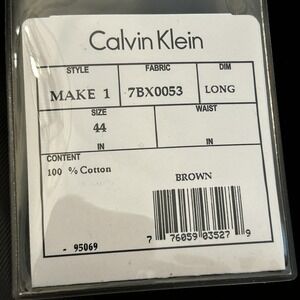 Calvin Klein
STYLE FABRIC DIM
MAKE 1 7BX0053 LONG
SIZE WAIST
44
IN IN
CONTENT
100 % Cotton
BROWN
- 95069
7 76059 03527 9